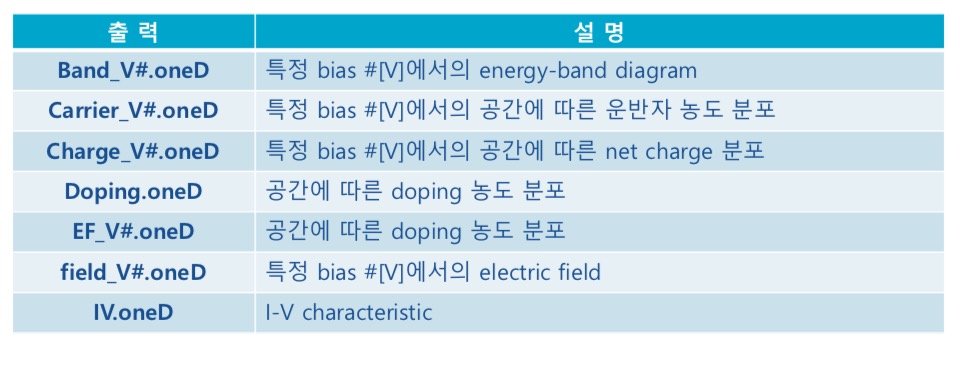 출 력 설 명
Band_V#.oneD 특정 bias #[V]에서의 energy-band diagram
Carrier_V#.oneD 특정 bias #[V]에서의 공간에 따른 운반자 농도 분포
Charge_V#.oneD 특정 bias #[V]에서의 공간에 따른 net charge 분포
Doping.oneD 공간에 따른 doping 농도 분포
EF_V#.oneD 공간에 따른 doping 농도 분포
field_V#.oneD 특정 bias #[V]에서의 electric field
IV.oneD I-V characteristic